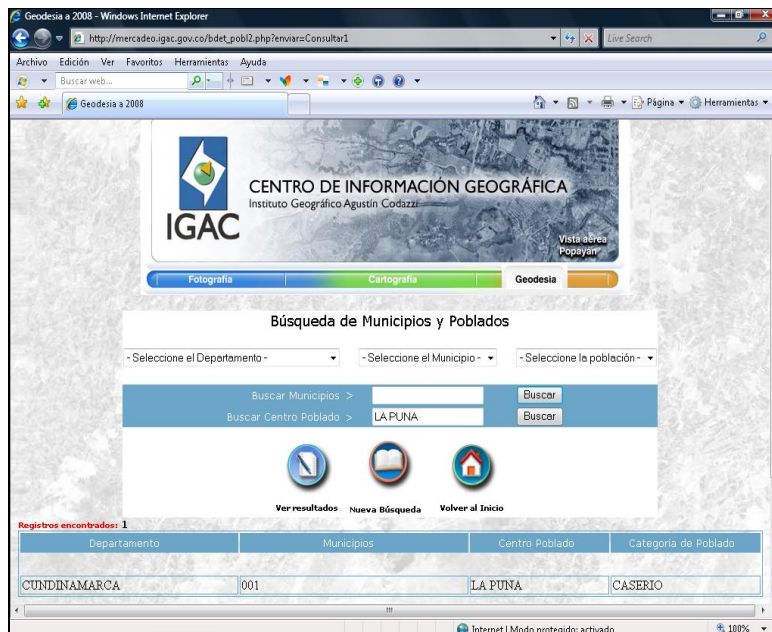 Geodesia a 2008 - Windows Internet Explorer
http://mercadeo.igac.gov.co/bdet_pobl2.php?enviar=Consultar1
Live Search
Archivo Edición Ver Favoritos Herramientas Ayuda
Buscar web...
Geodesia a 2008
Página Herramientas
CENTRO DE INFORMACIÓN GEOGRÁFICA
Instituto Geográfico Agustín Codazzi
IGAC
Vista aérea
Popayán
Fotografía Cartografía Geodesia
Búsqueda de Municipios y Poblados
- Seleccione el Departamento - - Seleccione el Municipio - - Seleccione la población -
Buscar Municipios > Buscar
Buscar Centro Poblado > LA PUNA Buscar
Ver resultados Nueva Búsqueda Volver al Inicio
Registros encontrados: 1
Departamento Municipios Centro Poblado Categoría de Poblado
CUNDINAMARCA 001 LA PUNA CASERIO
Internet | Modo protegido: activado 100%